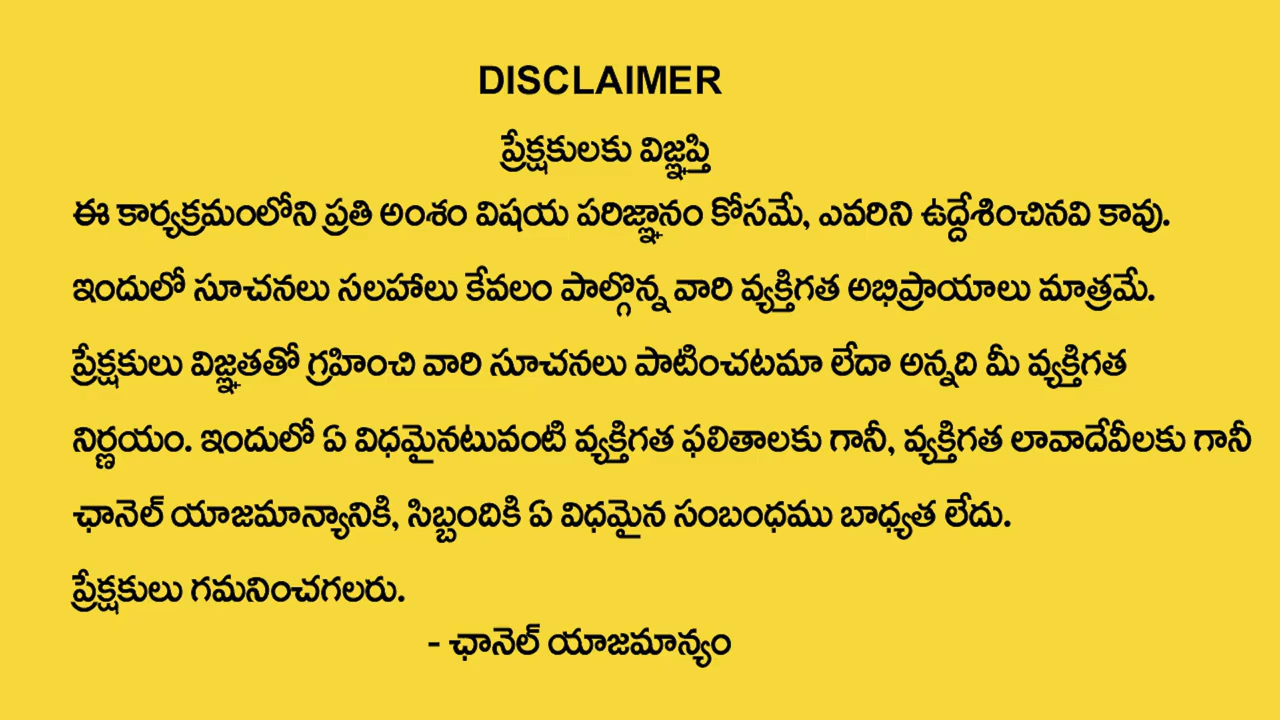 DISCLAIMER
ప్రేక్షకులకు విజ్ఞప్తి
ఈ కార్యక్రమంలోని ప్రతి అంశం విషయ పరిజ్ఞానం కోసమే, ఎవరిని ఉద్దేశించినవి కావు.
ఇందులో సూచనలు సలహాలు కేవలం పాల్గొన్న వారి వ్యక్తిగత అభిప్రాయాలు మాత్రమే.
ప్రేక్షకులు విజ్ఞతతో గ్రహించి వారి సూచనలు పాటించటమా లేదా అన్నది మీ వ్యక్తిగత
నిర్ణయం. ఇందులో ఏ విధమైనటువంటి వ్యక్తిగత ఫలితాలకు గానీ, వ్యక్తిగత లావాదేవీలకు గానీ
ఛానెల్ యాజమాన్యానికి, సిబ్బందికి ఏ విధమైన సంబంధము బాధ్యత లేదు.
ప్రేక్షకులు గమనించగలరు.
- ఛానెల్ యాజమాన్యం